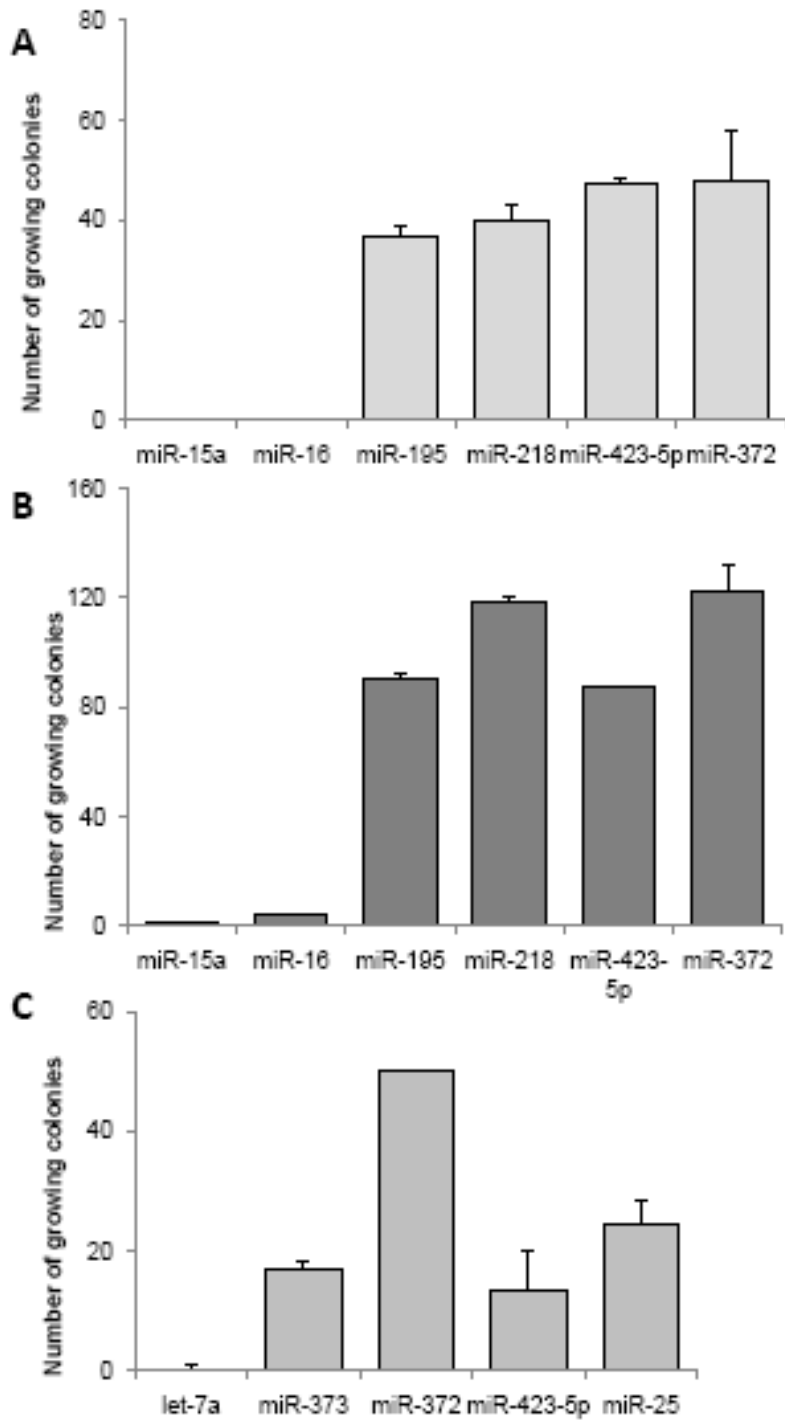 A
Number of growing colonies
80
60
40
20
0
miR-15a miR-16 miR-195 miR-218 miR-423-5p miR-372
B
Number of growing colonies
160
120
80
40
0
miR-15a miR-16 miR-195 miR-218 miR-423-5p miR-372
C
Number of growing colonies
60
40
20
0
let-7a miR-373 miR-372 miR-423-5p miR-25